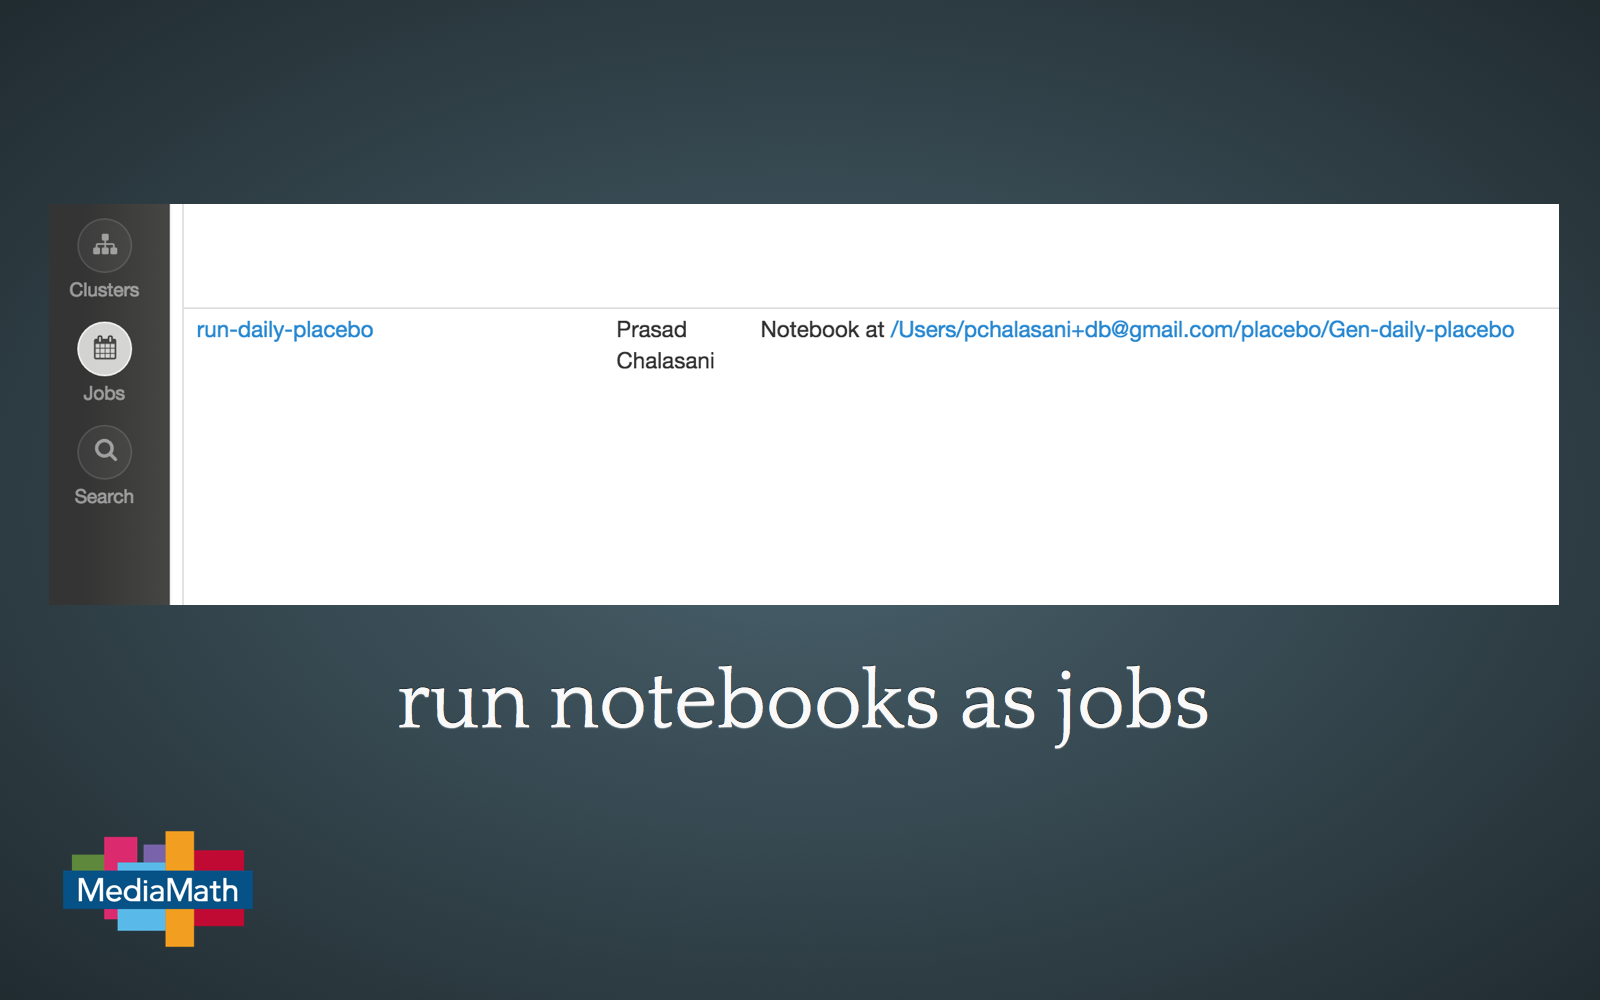 Clusters
run-daily-placebo
Prasad
Chalasani
Notebook at /Users/pchalasani+db@gmail.com/placebo/Gen-daily-placebo
Jobs
Search
run notebooks as jobs
MediaMath